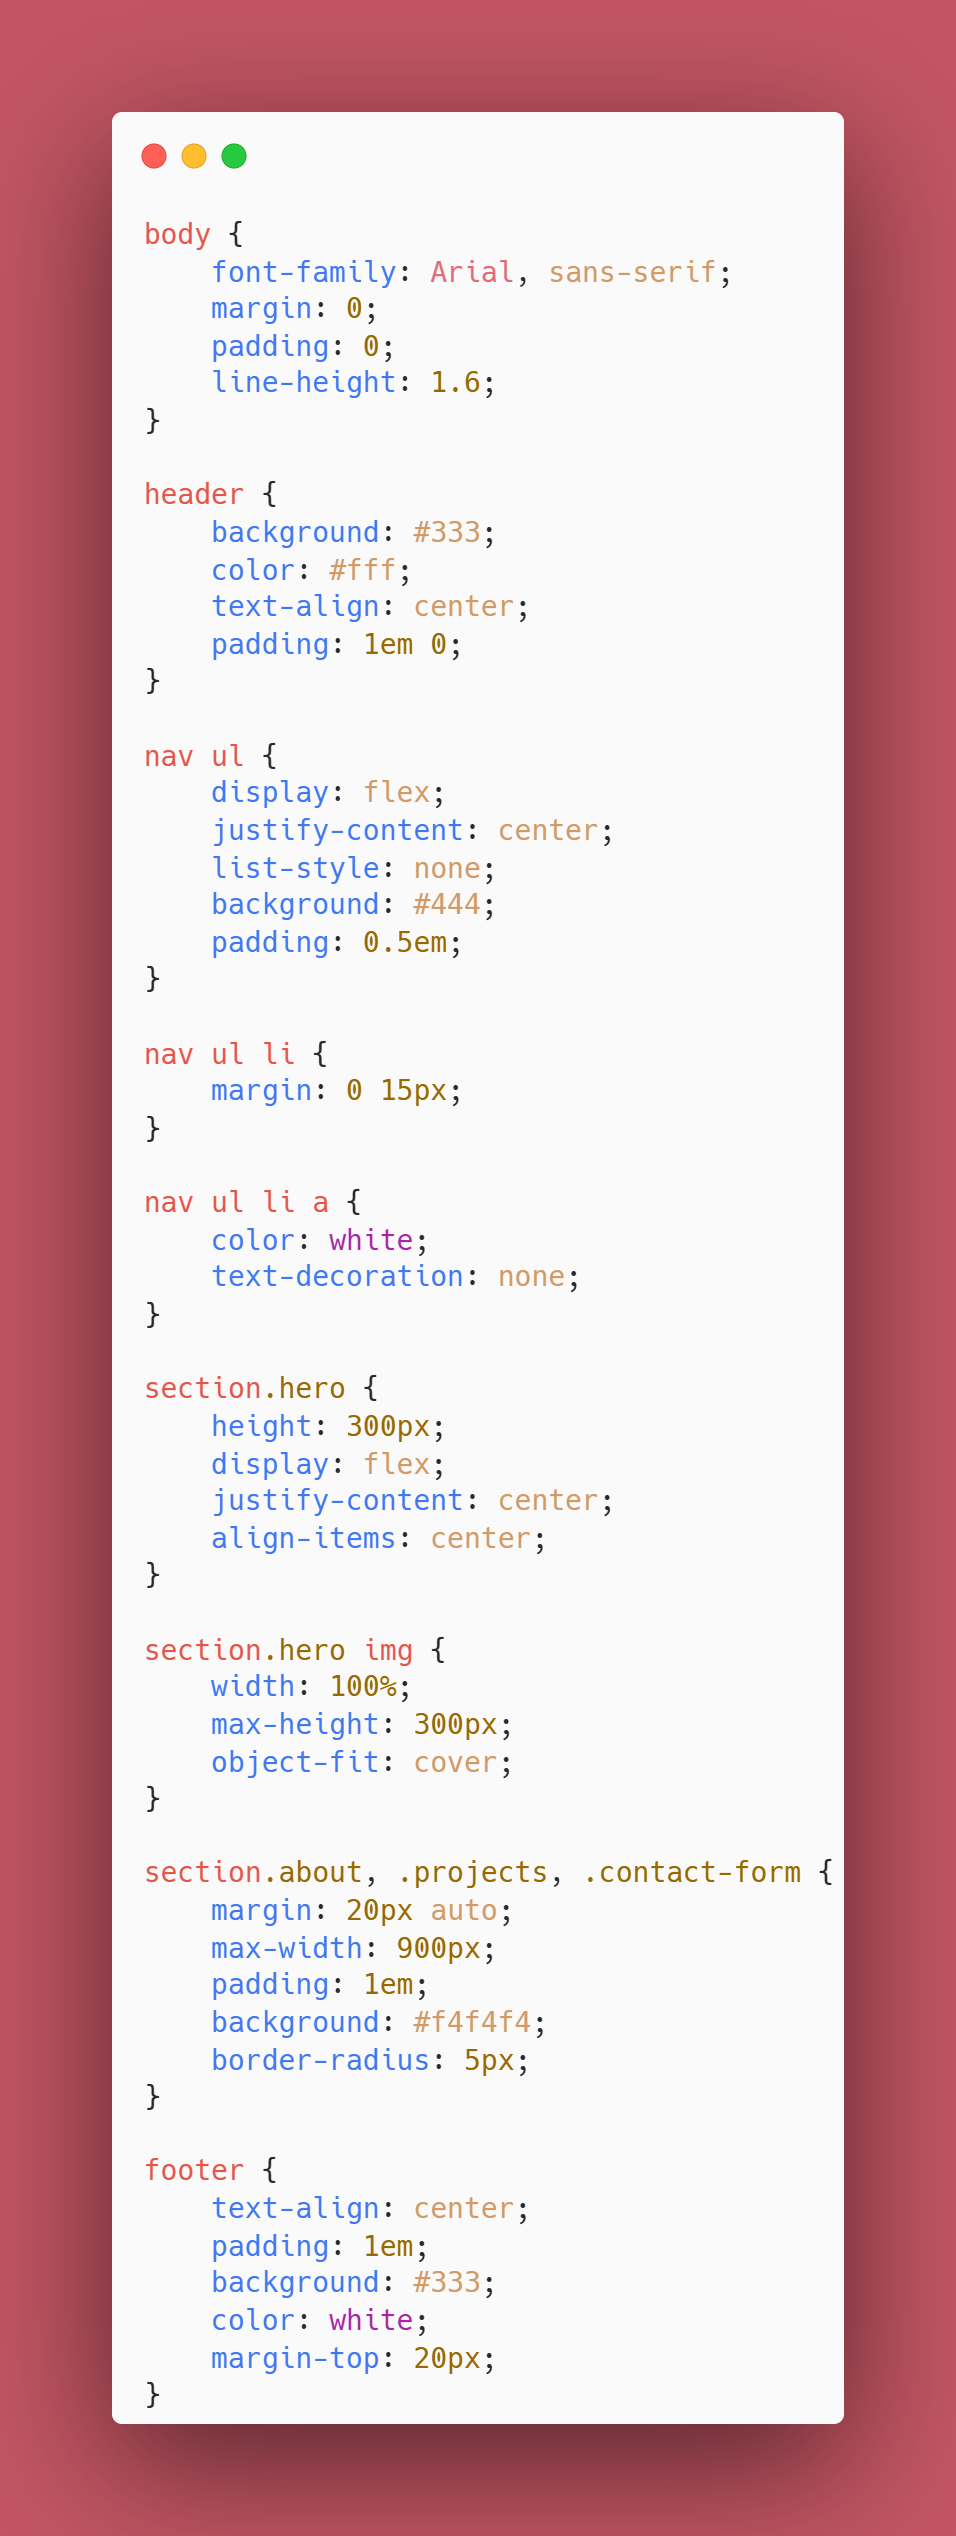 body {
    font-family: Arial, sans-serif;
    margin: 0;
    padding: 0;
    line-height: 1.6;
}

header {
    background: #333;
    color: #fff;
    text-align: center;
    padding: 1em 0;
}

nav ul {
    display: flex;
    justify-content: center;
    list-style: none;
    background: #444;
    padding: 0.5em;
}

nav ul li {
    margin: 0 15px;
}

nav ul li a {
    color: white;
    text-decoration: none;
}

section.hero {
    height: 300px;
    display: flex;
    justify-content: center;
    align-items: center;
}

section.hero img {
    width: 100%;
    max-height: 300px;
    object-fit: cover;
}

section.about, .projects, .contact-form {
    margin: 20px auto;
    max-width: 900px;
    padding: 1em;
    background: #f4f4f4;
    border-radius: 5px;
}

footer {
    text-align: center;
    padding: 1em;
    background: #333;
    color: white;
    margin-top: 20px;
}